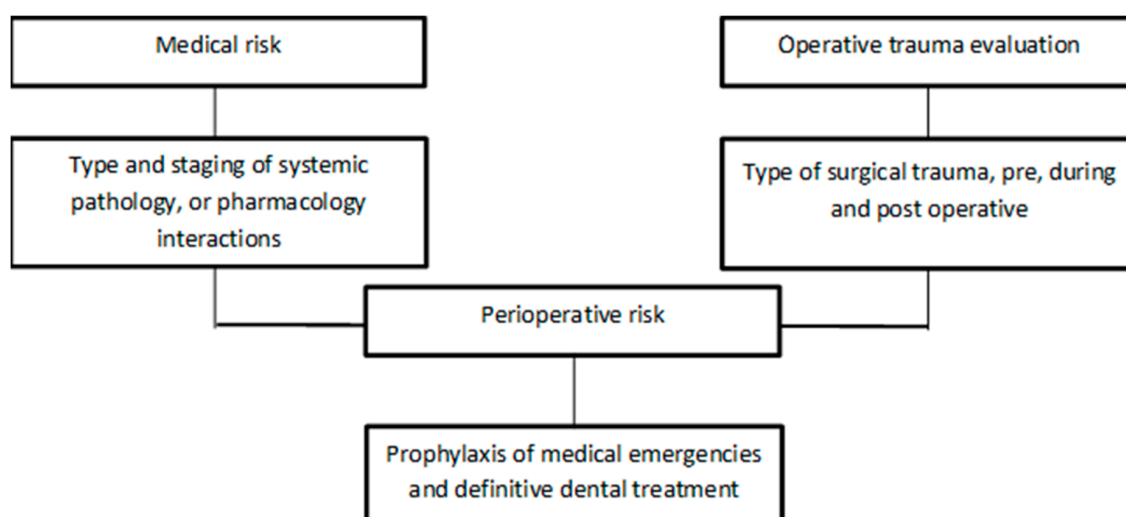 Medical risk
Operative trauma evaluation
Type and staging of systemic
pathology, or pharmacology
interactions
Type of surgical trauma, pre, during
and post operative
Perioperative risk
Prophylaxis of medical emergencies
and definitive dental treatment